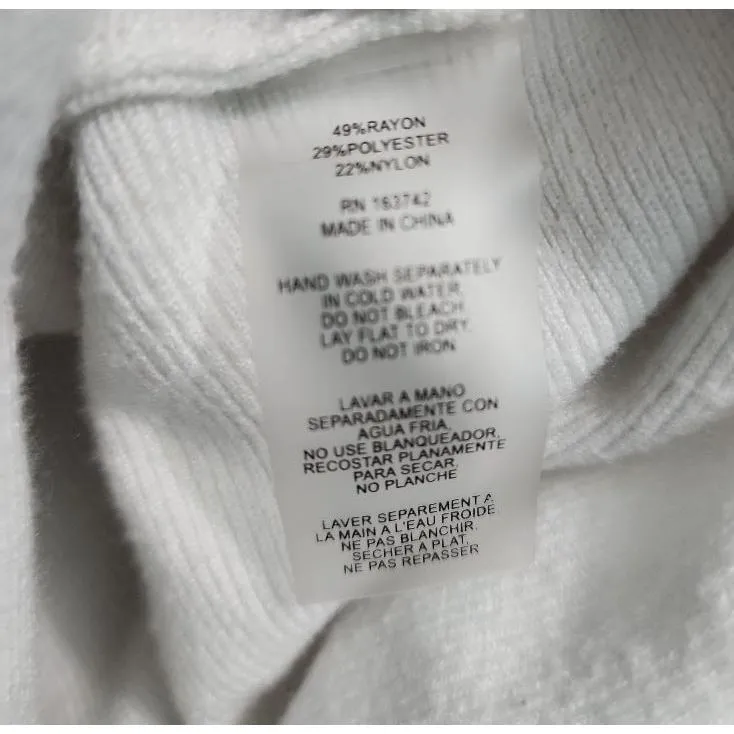 49%RAYON
29%POLYESTER
22%NYLON
RN 163742
MADE IN CHINA
HAND WASH SEPARATELY
IN COLD WATER.
DO NOT BLEACH.
LAY FLAT TO DRY.
DO NOT IRON
LAVAR A MANO
SEPARADAMENTE CON
AGUA FRIA.
NO USE BLANQUEADOR,
RECOSTAR PLANAMENTE
PARA SECAR,
NO PLANCHE
LAVER SEPAREMENT A
LA MAIN A L'EAU FROIDE
NE PAS BLANCHIR.
SECHER A PLAT,
NE PAS REPASSER